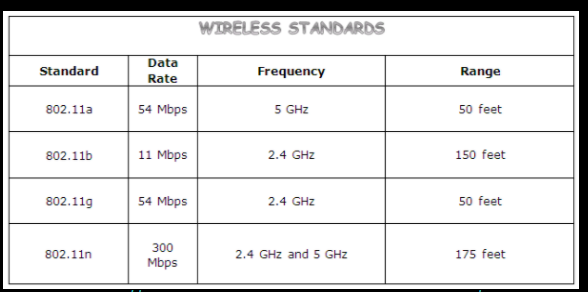 WIRELESS STANDARDS
Standard Data Rate Frequency Range
802.11a 54 Mbps 5 GHz 50 feet
802.11b 11 Mbps 2.4 GHz 150 feet
802.11g 54 Mbps 2.4 GHz 50 feet
802.11n 300 Mbps 2.4 GHz and 5 GHz 175 feet